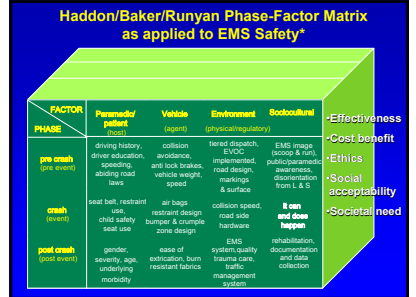 Haddon/Baker/Runyan Phase-Factor Matrix
as applied to EMS Safety*
FACTOR
PHASE
Paramedic/
patient
(host)
Vehicle
(agent)
Environment
(physical/regulatory)
Sociocultural
pre crash
(pre event)
driving history,
driver education,
speeding,
abiding road
laws
collision
avoidance,
anti lock brakes,
vehicle weight,
speed
tiered dispatch,
EVOC
implemented,
road design,
markings
& surface
EMS image
(scoop & run),
public/paramedic
awareness,
disorientation
from L & S
crash
(event)
seat belt, restraint
use,
child safety
seat use
air bags
restraint design
bumper & crumple
zone design
collision speed,
road side
hardware
It can
and does
happen
post crash
(post event)
gender,
severity, age,
underlying
morbidity
ease of
extrication, burn
resistant fabrics
EMS
system,quality
trauma care,
traffic
management
system
rehabilitation,
documentation
and data
collection
•Effectiveness
•Cost benefit
•Ethics
•Social
acceptability
•Societal need